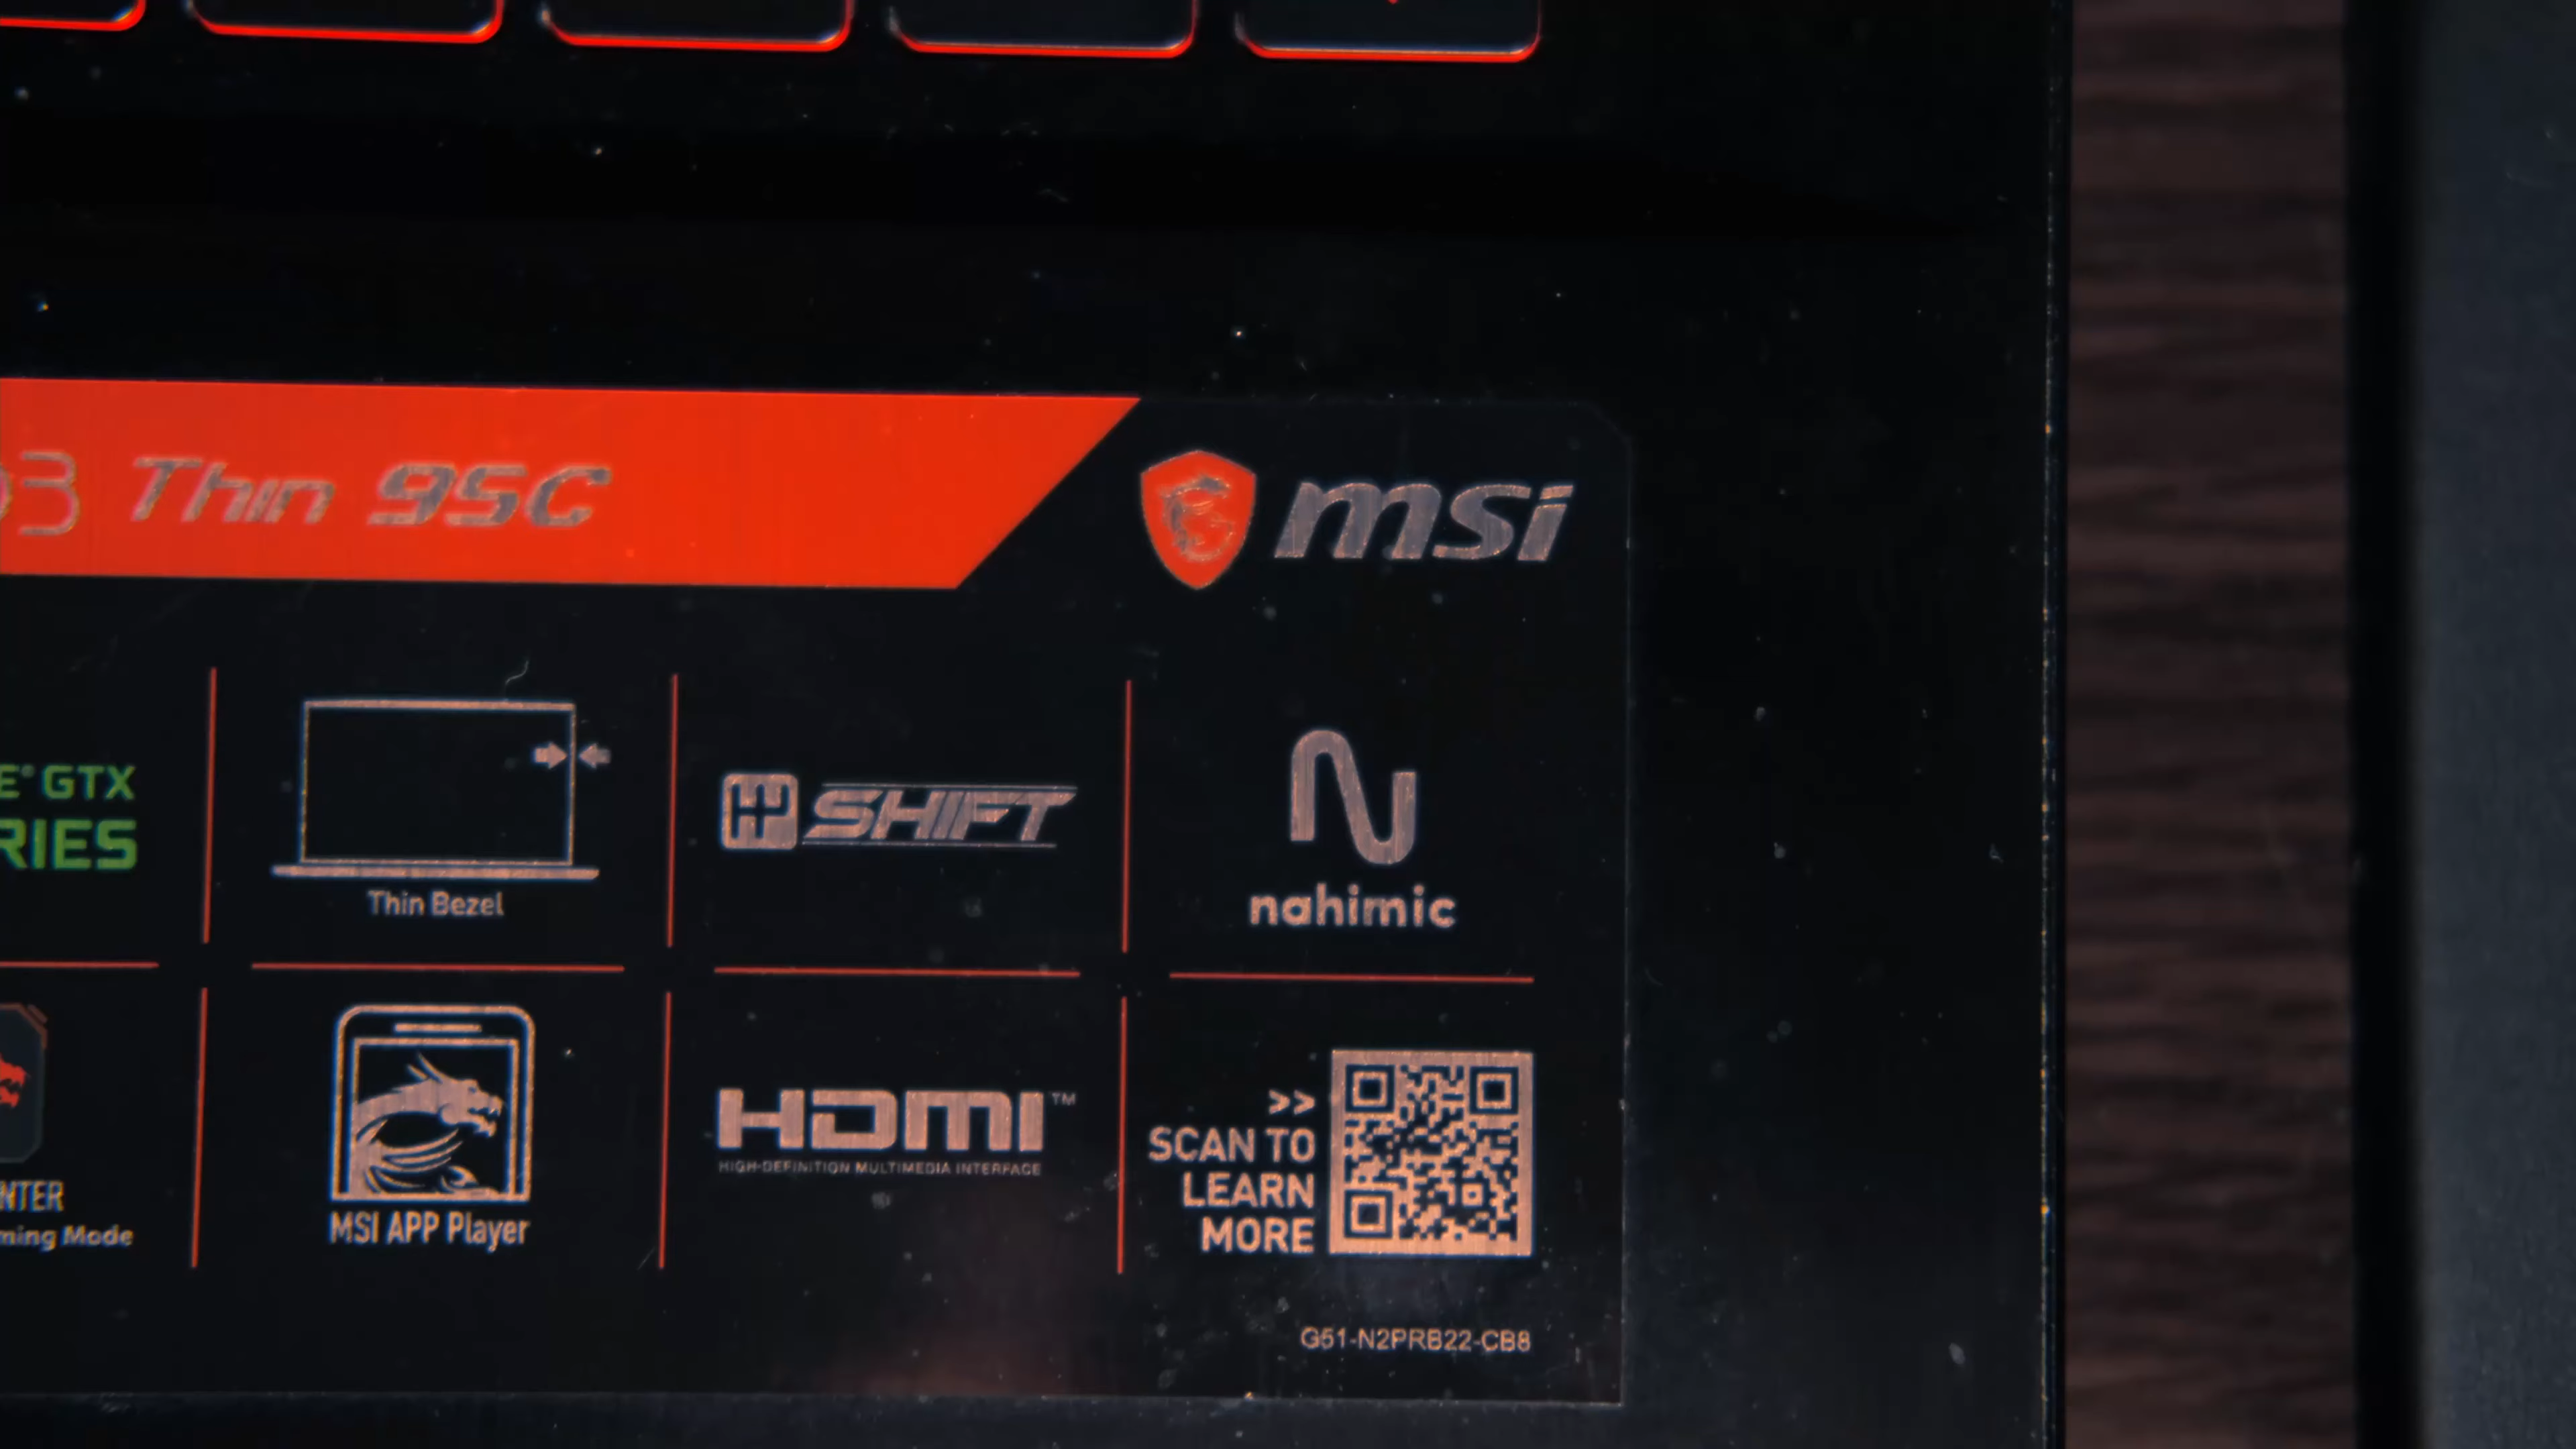 63 Thin 9SC
msi
E® GTX
RIES
Thin Bezel
SHIFT
nahimic
NTER
ming Mode
MSI APP Player
HDMI™
HIGH-DEFINITION MULTIMEDIA INTERFACE
>>
SCAN TO
LEARN
MORE
G51-N2PRB22-CB8